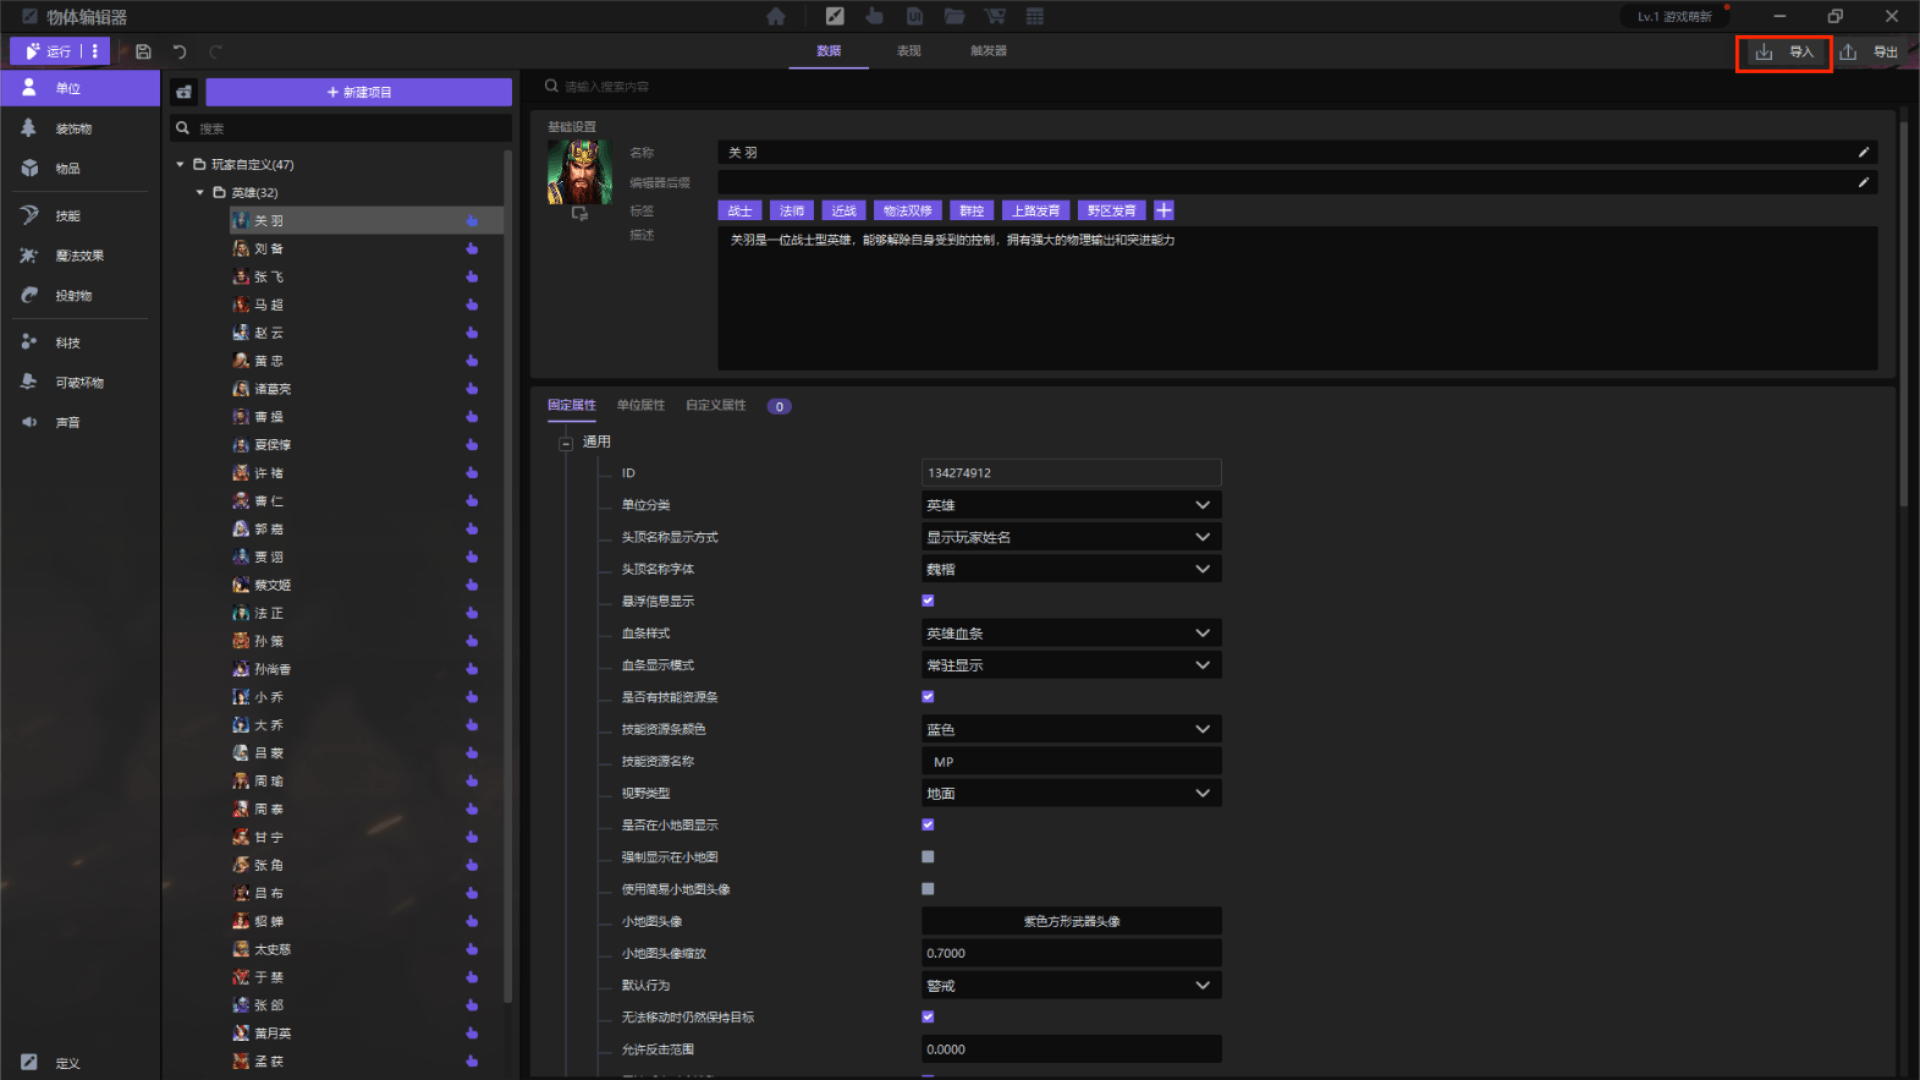 物体编辑器
Lv.1 游戏萌新
运行
数据
表现
触发器
导入
导出
单位
装饰物
物品
技能
魔法效果
投射物
科技
可破坏物
声音
定义
+ 新建项目
搜索
玩家自定义(47)
英雄(32)
关 羽
刘 备
张 飞
马 超
赵 云
黄 忠
诸葛亮
曹 操
夏侯惇
许 褚
曹 仁
郭 嘉
贾 诩
蔡文姬
法 正
孙 策
孙尚香
小 乔
大 乔
吕 蒙
周 瑜
周 泰
甘 宁
张 角
吕 布
貂 蝉
太史慈
于 禁
张 郃
黄月英
孟 获
请输入搜索内容
基础设置
名称
关 羽
编辑器后缀
标签
战士
法师
近战
物法双修
群控
上路发育
野区发育
描述
关羽是一位战士型英雄，能够解除自身受到的控制，拥有强大的物理输出和突进能力
固定属性
单位属性
自定义属性
0
通用
ID
134274912
单位分类
英雄
头顶名称显示方式
显示玩家姓名
头顶名称字体
魏楷
悬浮信息显示
血条样式
英雄血条
血条显示模式
常驻显示
是否有技能资源条
技能资源条颜色
蓝色
技能资源名称
MP
视野类型
地面
是否在小地图显示
强制显示在小地图
使用简易小地图头像
小地图头像
紫色方形武器头像
小地图头像缩放
0.7000
默认行为
警戒
无法移动时仍然保持目标
允许反击范围
0.0000